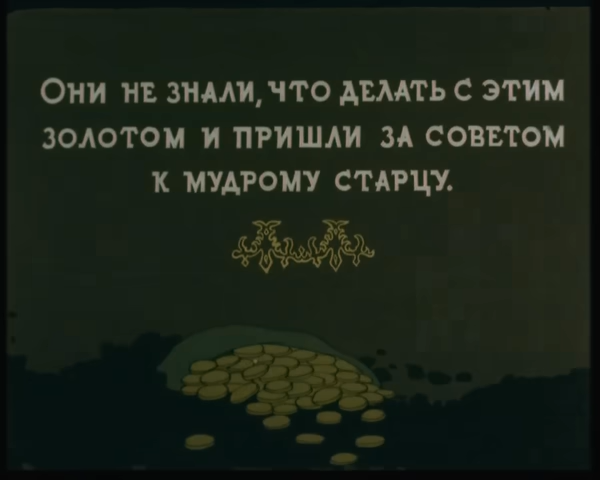 Они не знали, что делать с этим
золотом и пришли за советом
к мудрому старцу.